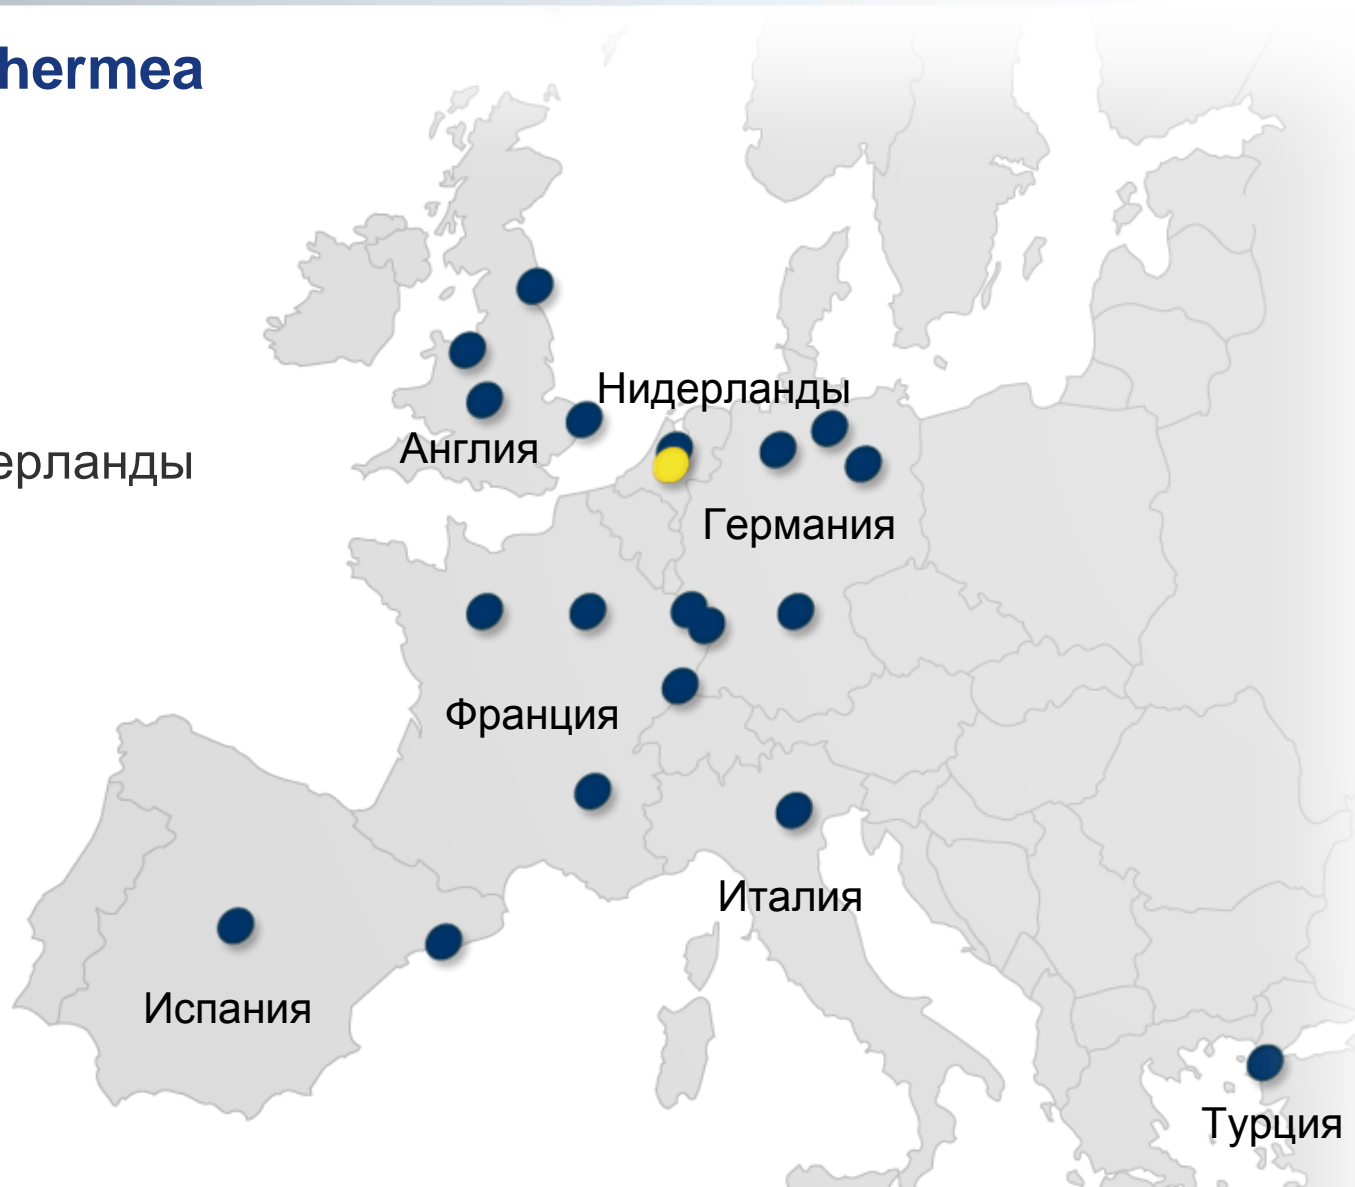 hermea
Нидерланды
Англия
ерланды
Германия
Франция
Италия
Испания
Турция